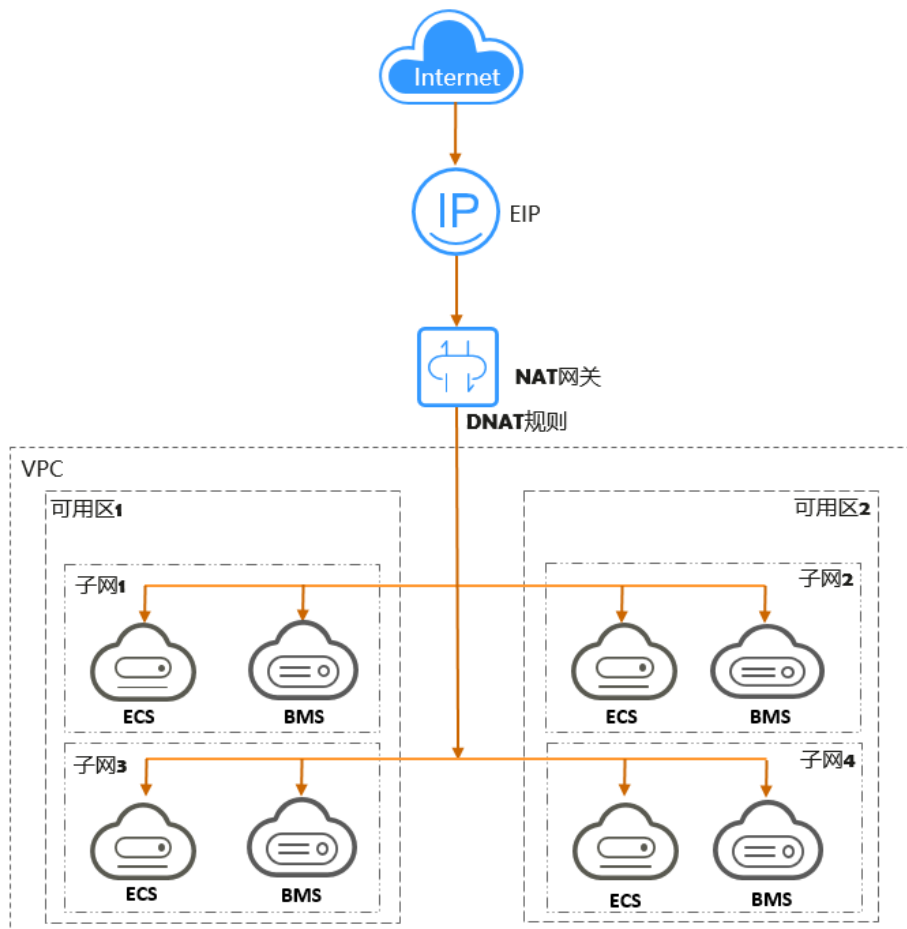 Internet
IP
EIP
NAT网关
DNAT规则
VPC
可用区1
可用区2
子网1
子网2
ECS
BMS
ECS
BMS
子网3
子网4
ECS
BMS
ECS
BMS